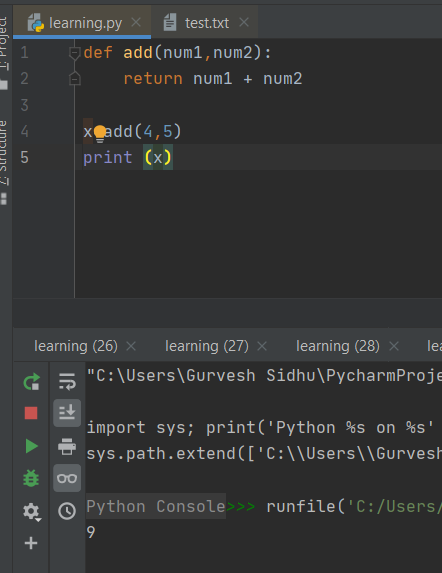 learning.py × test.txt ×
1: Project
1 def add(num1,num2):
2 return num1 + num2
3
4 x add(4,5)
5 print (x)
7: Structure
learning (26) × learning (27) × learning (28) ×
"C:\Users\Gurvesh Sidhu\PycharmProje
import sys; print('Python %s on %s'
sys.path.extend(['C:\\Users\\Gurvesh
Python Console>>> runfile('C:/Users/
9